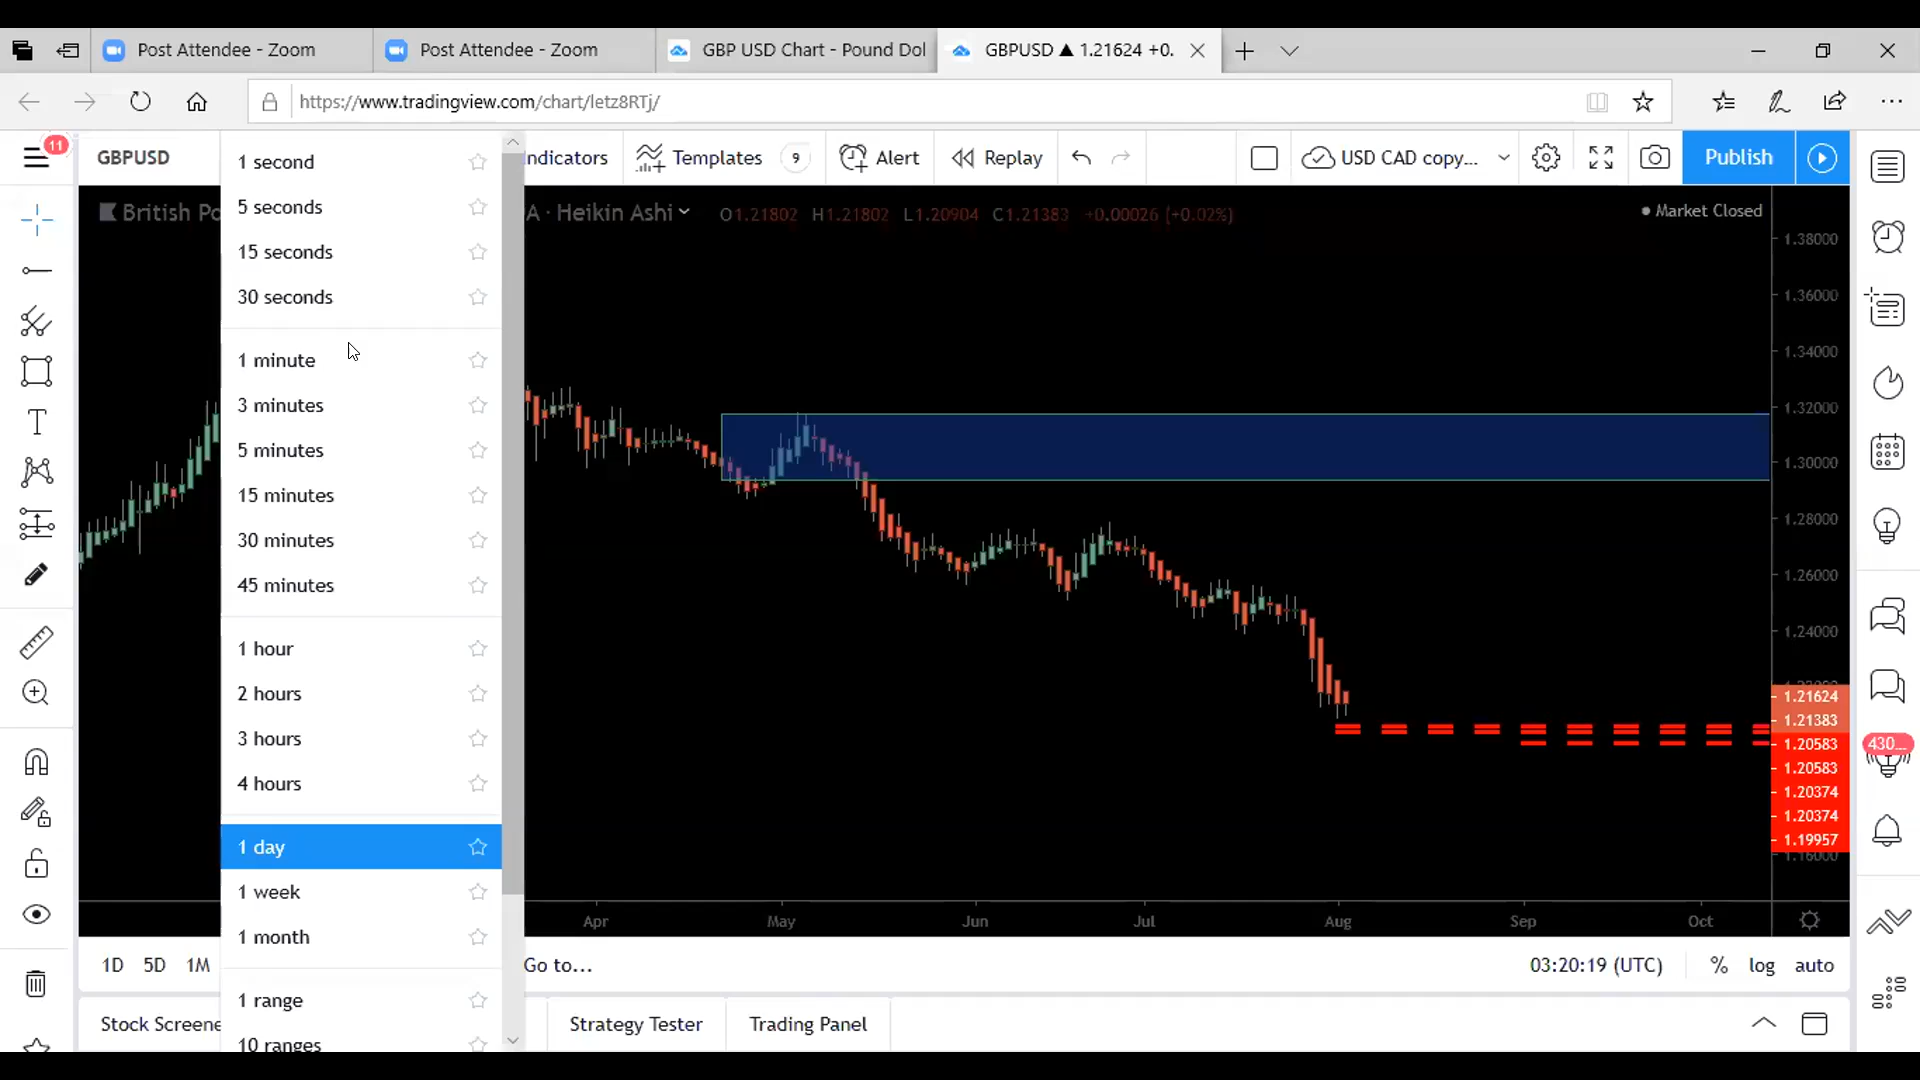 Post Attendee - Zoom
Post Attendee - Zoom
GBP USD Chart - Pound Dol
GBPUSD ▲ 1.21624 +0.
https://www.tradingview.com/chart/letz8RTj/
11
GBPUSD
ndicators
Templates
9
Alert
Replay
USD CAD copy...
Publish
British Po
A · Heikin Ashi
O1.21802 H1.21802 L1.20904 C1.21383 +0.00026 (+0.02%)
Market Closed
1 second
5 seconds
15 seconds
30 seconds
1 minute
3 minutes
5 minutes
15 minutes
30 minutes
45 minutes
1 hour
2 hours
3 hours
4 hours
1 day
1 week
1 month
1 range
10 ranges
1.38000
1.36000
1.34000
1.32000
1.30000
1.28000
1.26000
1.24000
1.21624
1.21383
1.20583
1.20583
1.20374
1.20374
1.19957
1.16000
430...
Apr
May
Jun
Jul
Aug
Sep
Oct
1D
5D
1M
Go to...
03:20:19 (UTC)
%
log
auto
Stock Screene
Strategy Tester
Trading Panel